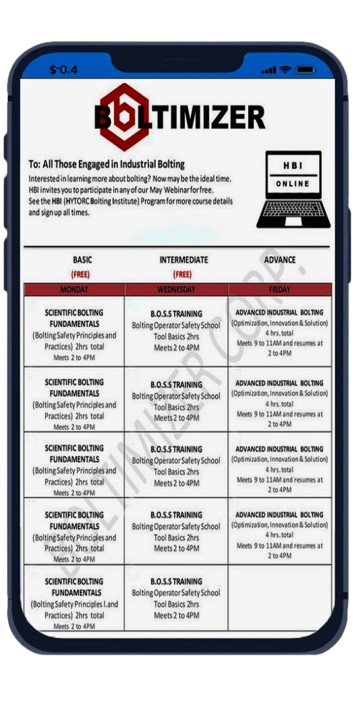 $·0.4
BOLTIMIZER
To: All Those Engaged in Industrial Bolting
Interested in learning more about bolting? Now may be the ideal time.
HBI invites you to participate in any of our May Webinar for free.
See the HBI (HYTORC Bolting Institute) Program for more course details
and sign up all times.
HBI
ONLINE
BASIC INTERMEDIATE ADVANCE
(FREE) (FREE)
MONDAY WEDNESDAY FRIDAY
SCIENTIFIC BOLTING
FUNDAMENTALS
(Bolting Safety Principles and
Practices) 2hrs total
Meets 2 to 4PM
B.O.S.S TRAINING
Bolting Operator Safety School
Tool Basics 2hrs
Meets 2 to 4PM
ADVANCED INDUSTRIAL BOLTING
(Optimization, Innovation & Solution)
4 hrs. total
Meets 9 to 11AM and resumes at
2 to 4PM
SCIENTIFIC BOLTING
FUNDAMENTALS
(Bolting Safety Principles and
Practices) 2hrs total
Meets 2 to 4PM
B.O.S.S TRAINING
Bolting Operator Safety School
Tool Basics 2hrs
Meets 2 to 4PM
ADVANCED INDUSTRIAL BOLTING
(Optimization, Innovation & Solution)
4 hrs. total
Meets 9 to 11AM and resumes at
2 to 4PM
SCIENTIFIC BOLTING
FUNDAMENTALS
(Bolting Safety Principles and
Practices) 2hrs total
Meets 2 to 4PM
B.O.S.S TRAINING
Bolting Operator Safety School
Tool Basics 2hrs
Meets 2 to 4PM
ADVANCED INDUSTRIAL BOLTING
(Optimization, Innovation & Solution)
4 hrs. total
Meets 9 to 11AM and resumes at
2 to 4PM
SCIENTIFIC BOLTING
FUNDAMENTALS
(Bolting Safety Principles and
Practices) 2hrs total
Meets 2 to 4PM
B.O.S.S TRAINING
Bolting Operator Safety School
Tool Basics 2hrs
Meets 2 to 4PM
ADVANCED INDUSTRIAL BOLTING
(Optimization, Innovation & Solution)
4 hrs. total
Meets 9 to 11AM and resumes at
2 to 4PM
SCIENTIFIC BOLTING
FUNDAMENTALS
(Bolting Safety Principles l.and
Practices) 2hrs total
Meets 2 to 4PM
B.O.S.S TRAINING
Bolting Operator Safety School
Tool Basics 2hrs
Meets 2 to 4PM
BOLTIMIZER CORP.